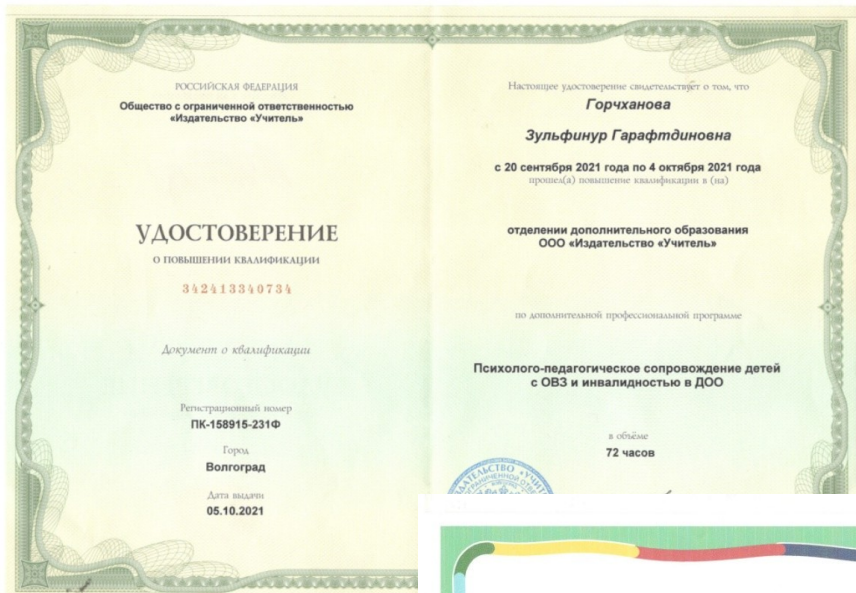 РОССИЙСКАЯ ФЕДЕРАЦИЯ
Общество с ограниченной ответственностью
«Издательство «Учитель»
УДОСТОВЕРЕНИЕ
О ПОВЫШЕНИИ КВАЛИФИКАЦИИ
342413340734
Документ о квалификации
Регистрационный номер
ПК-158915-231Ф
Город
Волгоград
Дата выдачи
05.10.2021
Настоящее удостоверение свидетельствует о том, что
Горчханова
Зульфинур Гарафтдиновна
с 20 сентября 2021 года по 4 октября 2021 года
прошел(а) повышение квалификации в (на)
отделении дополнительного образования
ООО «Издательство «Учитель»
по дополнительной профессиональной программе
Психолого-педагогическое сопровождение детей
с ОВЗ и инвалидностью в ДОО
в объёме
72 часов